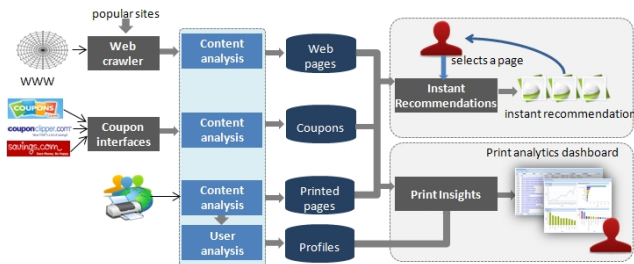 popular sites
WWW
Web
crawler
Content
analysis
Web
pages
selects a page
Instant
Recommendations
instant recommendation
COUPONS
couponclipper.com
savings.com
Coupon
interfaces
Content
analysis
Coupons
Print analytics dashboard
Content
analysis
Printed
pages
Print Insights
User
analysis
Profiles